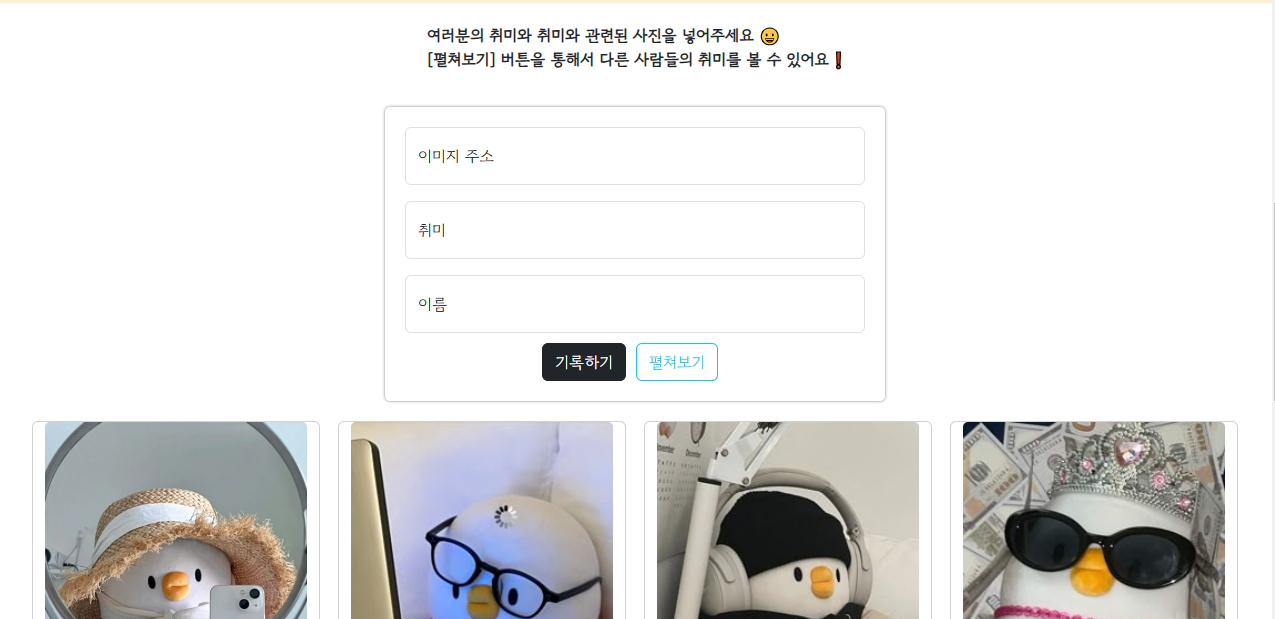 여러분의 취미와 취미와 관련된 사진을 넣어주세요 😀
[펼쳐보기] 버튼을 통해서 다른 사람들의 취미를 볼 수 있어요❗
이미지 주소
취미
이름
기록하기 펼쳐보기
December
100
100